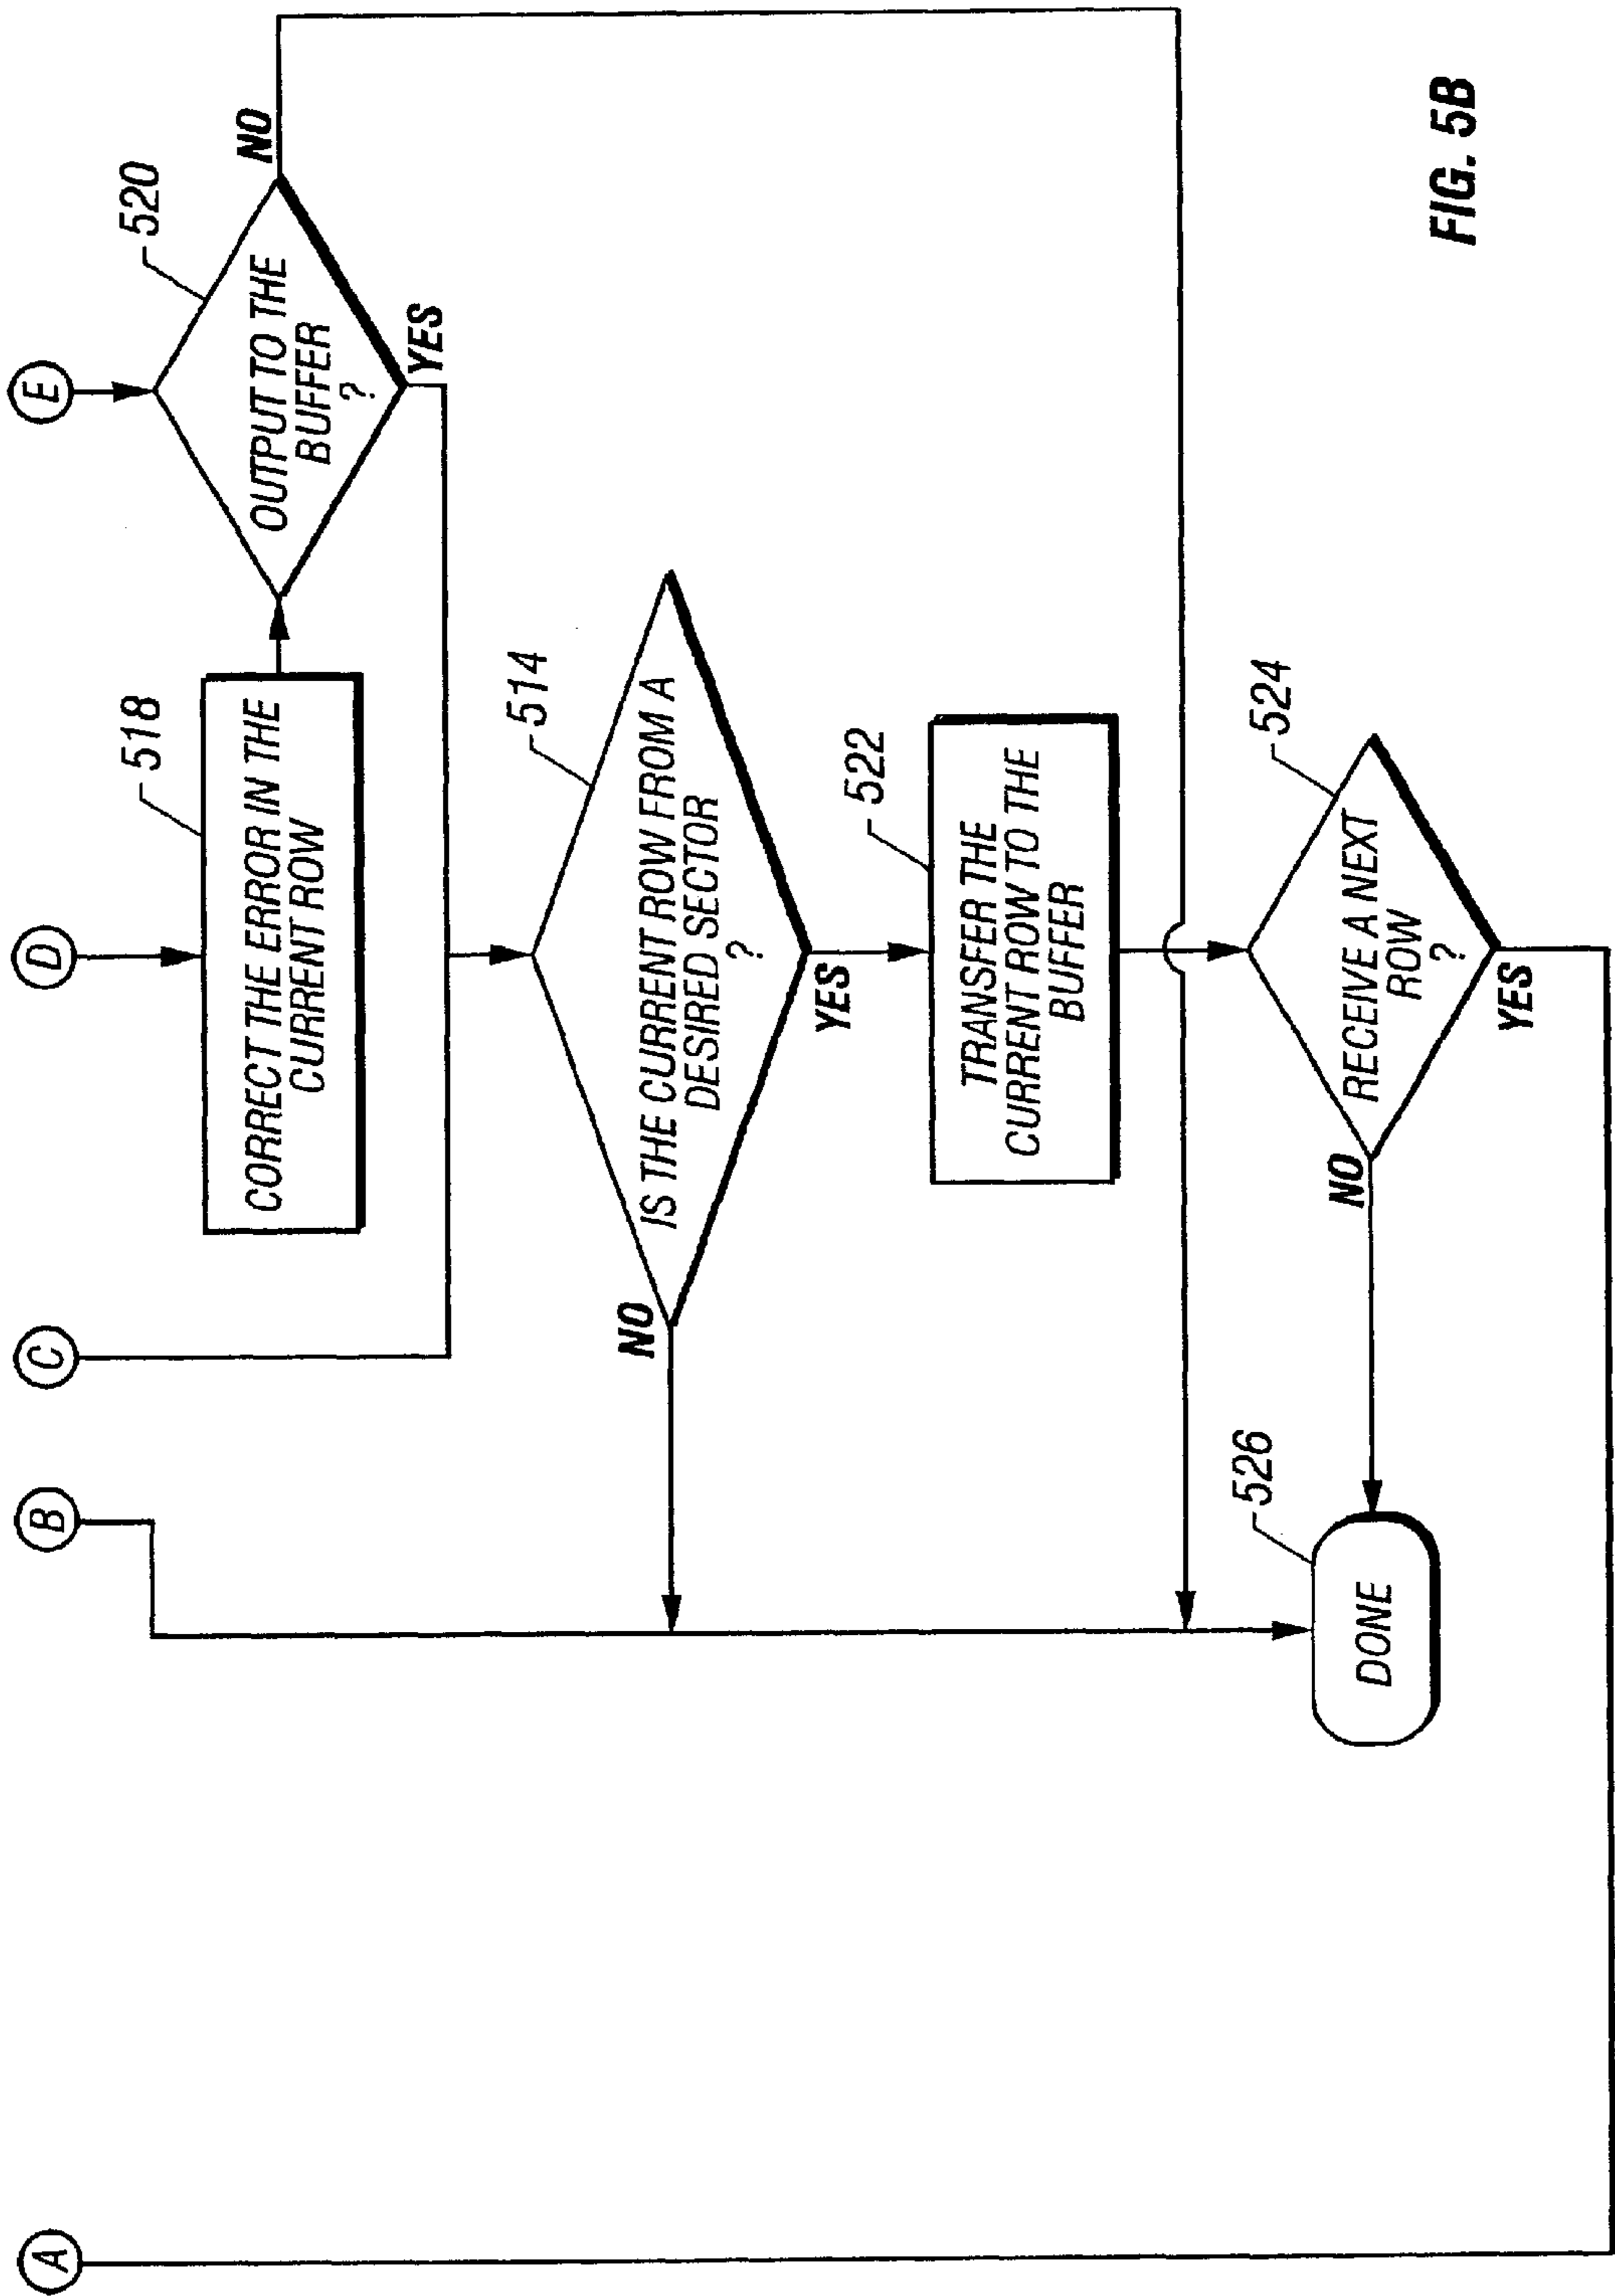 A
B
C
D
E
518
CORRECT THE ERROR IN THE
CURRENT ROW
520
OUTPUT TO THE
BUFFER
?
NO
YES
514
IS THE CURRENT ROW FROM A
DESIRED SECTOR
?
NO
YES
522
TRANSFER THE
CURRENT ROW TO THE
BUFFER
524
RECEIVE A NEXT
ROW
?
NO
YES
526
DONE
FIG. 5B